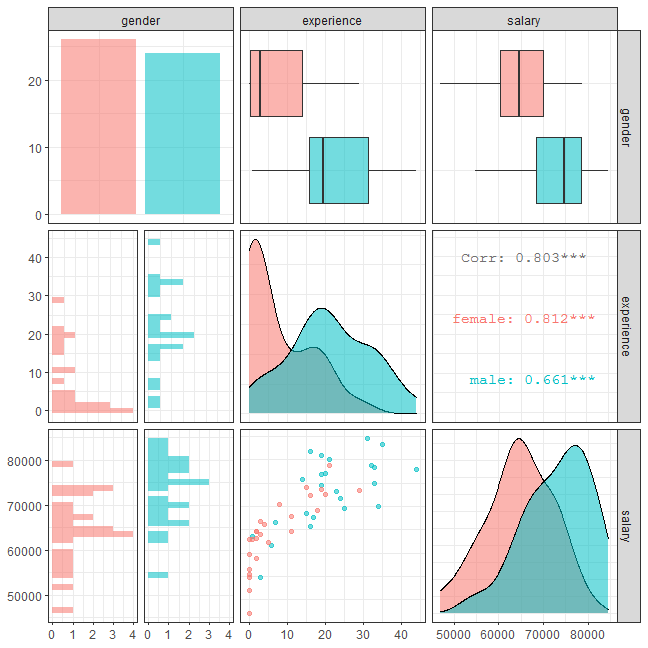 gender experience salary
20
10
0
gender
40
30
20
10
0
Corr: 0.803***
female: 0.812***
male: 0.661***
experience
80000
70000
60000
50000
salary
0 1 2 3 4 0 1 2 3 4 0 10 20 30 40 50000 60000 70000 80000